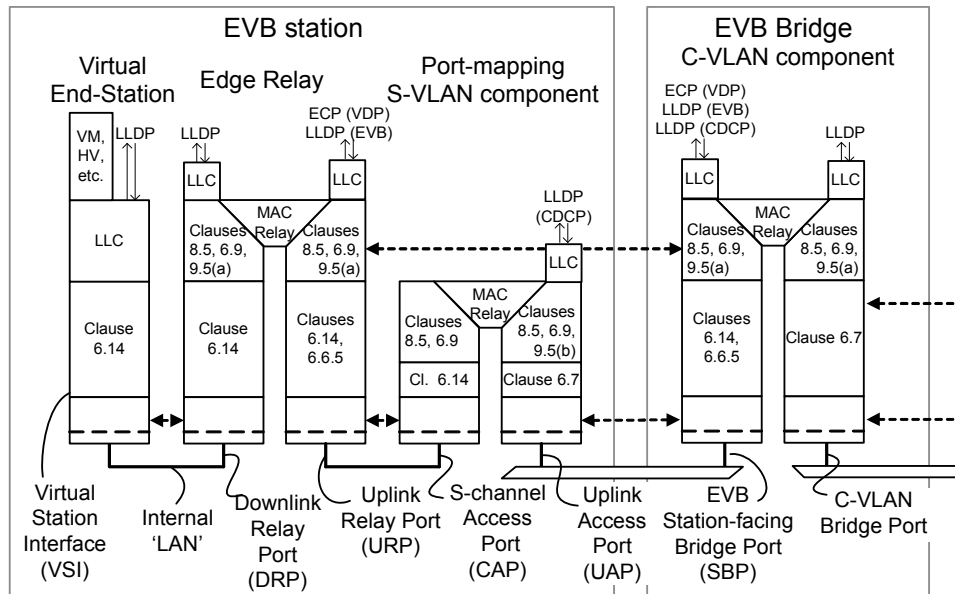 EVB station
EVB Bridge
C-VLAN component
Virtual
End-Station
Edge Relay
Port-mapping
S-VLAN component
VM,
HV,
etc.
LLDP
LLC
Clause
6.14
LLDP
LLC
MAC
Relay
Clauses
8.5, 6.9,
9.5(a)
Clause
6.14
ECP (VDP)
LLDP (EVB)
LLC
Clauses
8.5, 6.9,
9.5(a)
Clauses
6.14,
6.6.5
LLDP
(CDCP)
LLC
MAC
Relay
Clauses
8.5, 6.9
Cl. 6.14
Clauses
8.5, 6.9,
9.5(b)
Clause 6.7
ECP (VDP)
LLDP (EVB)
LLDP (CDCP)
LLC
MAC
Relay
Clauses
8.5, 6.9,
9.5(a)
Clauses
6.14,
6.6.5
LLDP
LLC
Clauses
8.5, 6.9,
9.5(a)
Clause 6.7
Virtual
Station
Interface
(VSI)
Internal
'LAN'
Downlink
Relay
Port
(DRP)
Uplink
Relay Port
(URP)
S-channel
Access
Port
(CAP)
Uplink
Access
Port
(UAP)
EVB
Station-facing
Bridge Port
(SBP)
C-VLAN
Bridge Port